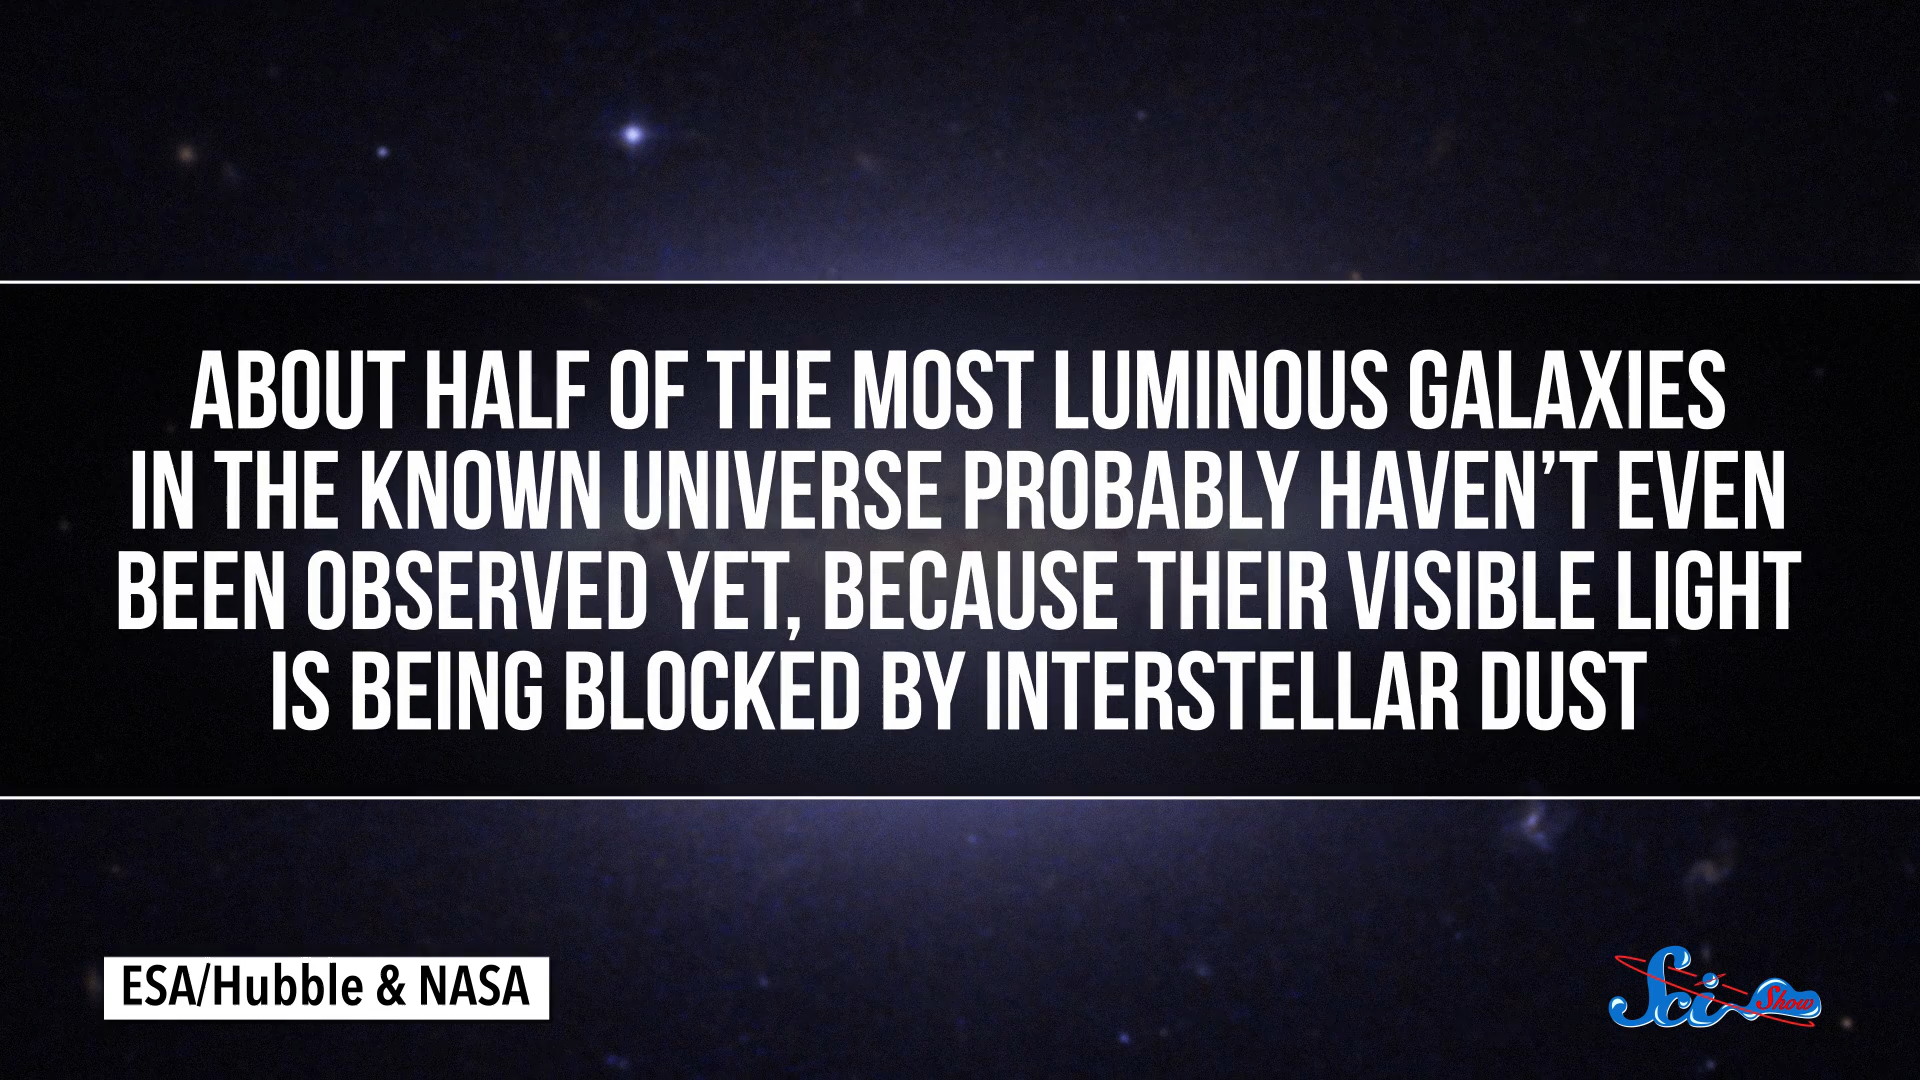 ABOUT HALF OF THE MOST LUMINOUS GALAXIES
IN THE KNOWN UNIVERSE PROBABLY HAVEN’T EVEN
BEEN OBSERVED YET, BECAUSE THEIR VISIBLE LIGHT
IS BEING BLOCKED BY INTERSTELLAR DUST
ESA/Hubble & NASA
Sci Show